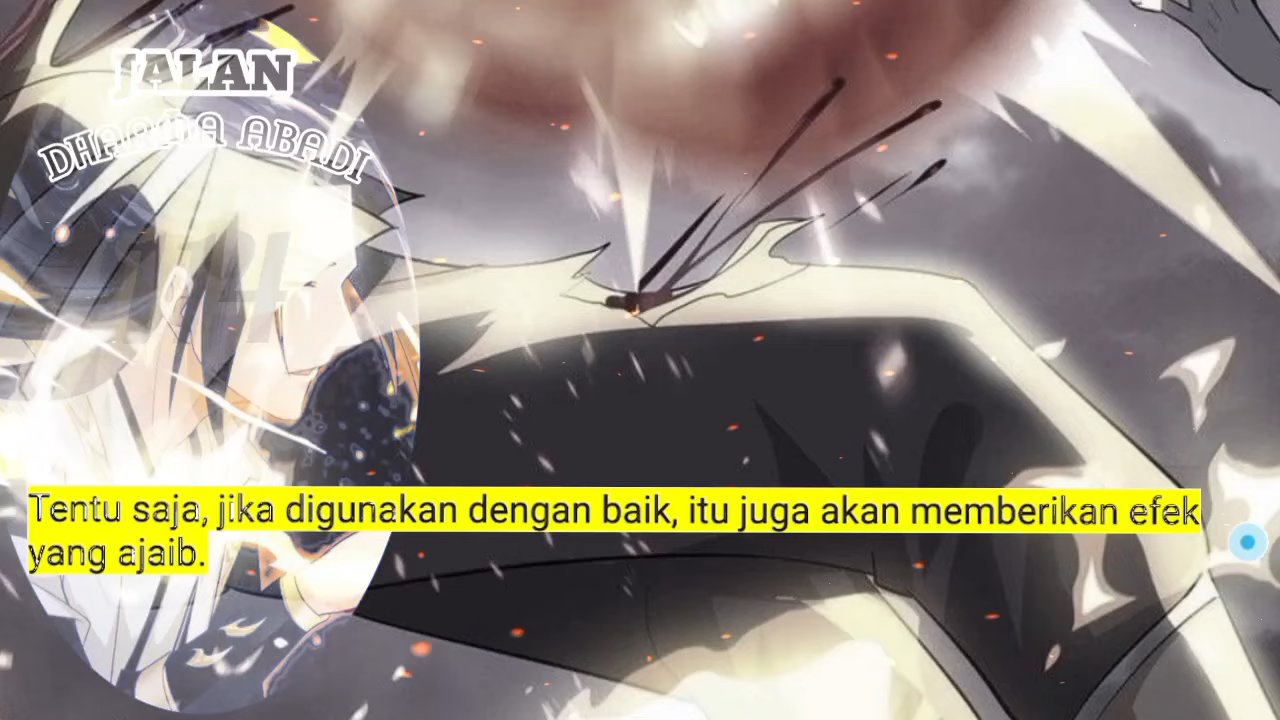 JALAN
DHARMA ABADI
Tentu saja, jika digunakan dengan baik, itu juga akan memberikan efek
yang ajaib.